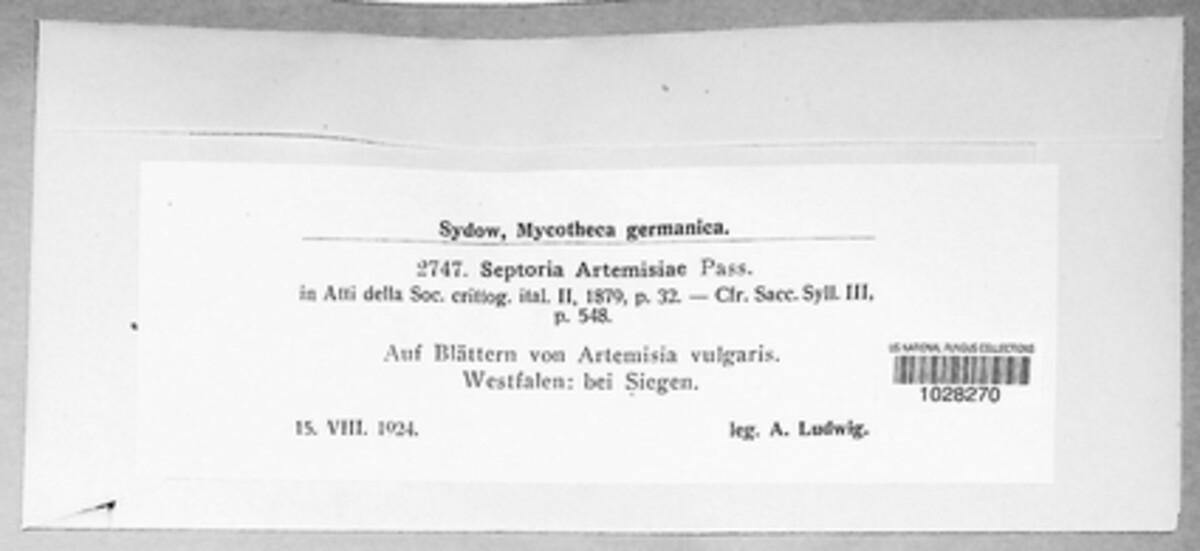 Sydow, Mycotheca germanica.
2747. Septoria Artemisiae Pass.
in Atti della Soc. crittog. ital. II, 1879, p. 32. — Cfr. Sacc. Syll. III,
p. 548.
Auf Blättern von Artemisia vulgaris.
Westfalen: bei Siegen.
15. VIII. 1924. leg. A. Ludwig.
US NATIONAL FUNGUS COLLECTIONS
1028270